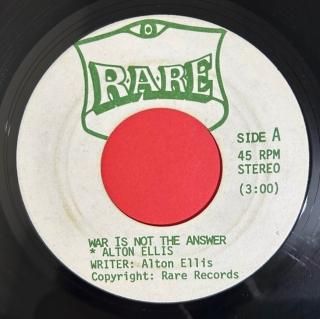 RARE
SIDE A
45 RPM
STEREO
(3:00)
WAR IS NOT THE ANSWER
* ALTON ELLIS
WRITER: Alton Ellis
Copyright: Rare Records